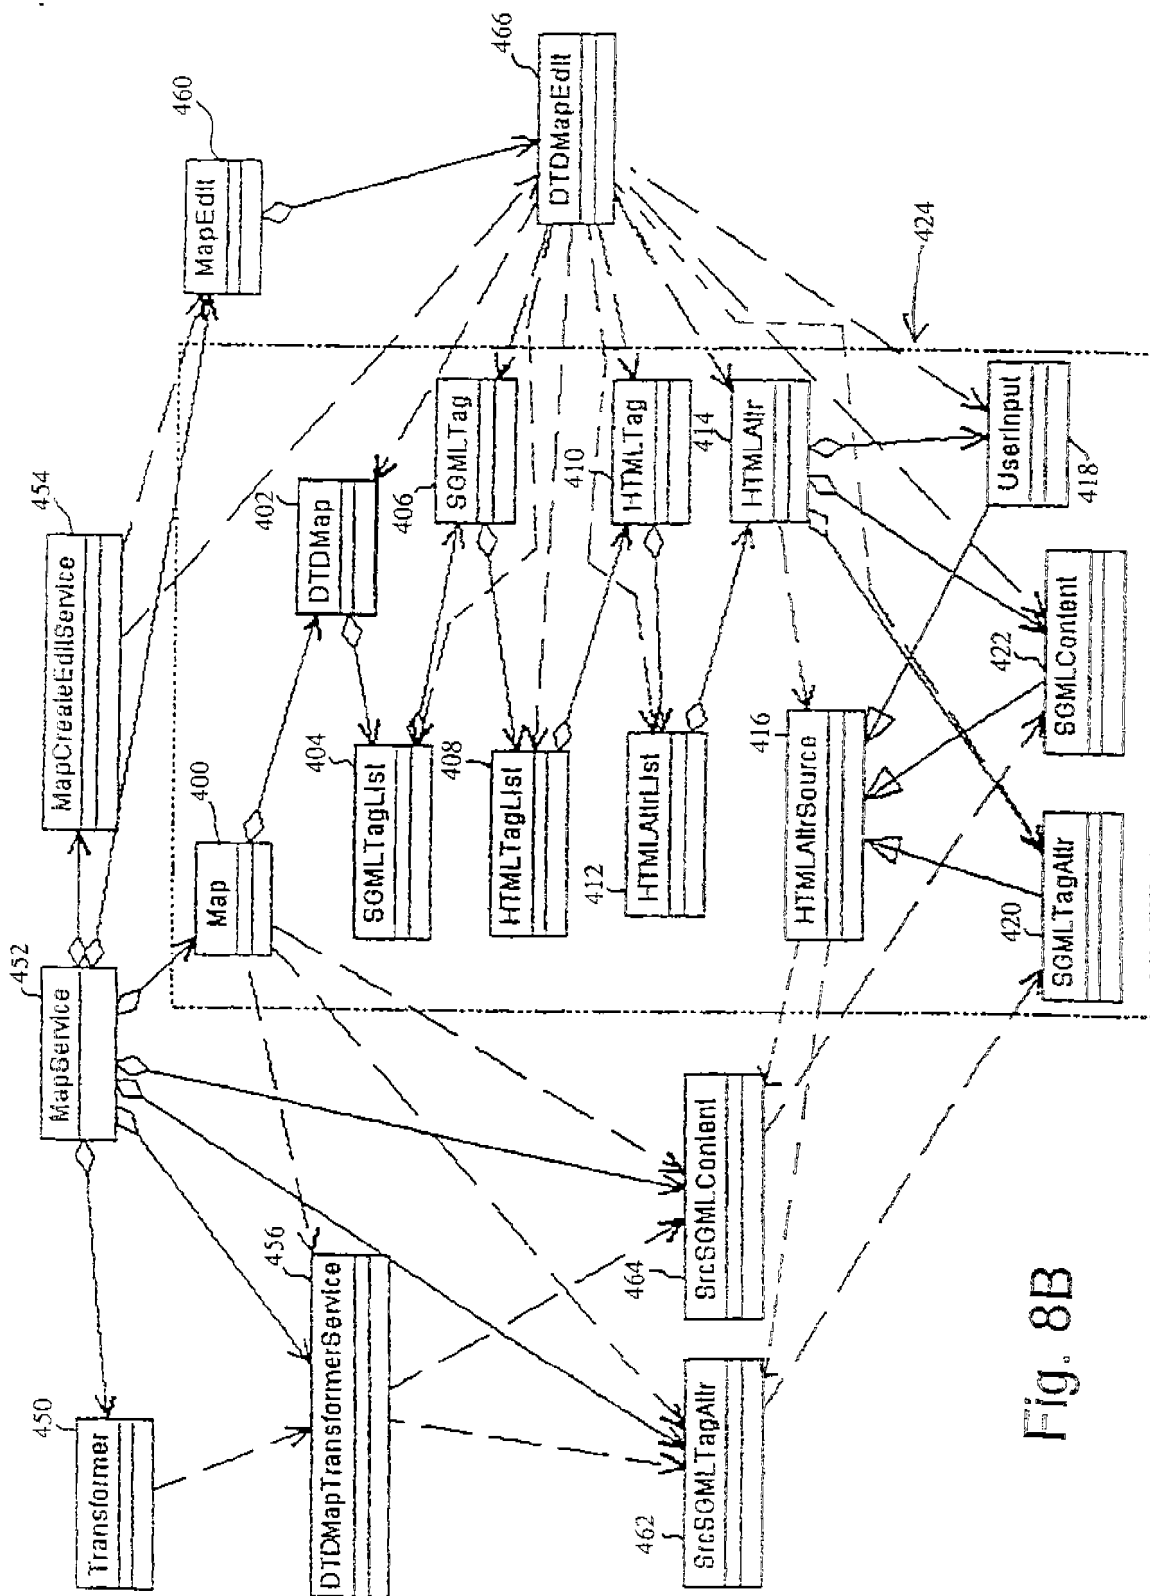 450
Transformer
452
MapService
454
MapCreateEditService
460
MapEdit
456
DTDMapTransformerService
400
Map
402
DTDMap
466
DTDMapEdit
404
SGMLTagList
406
SGMLTag
408
HTMLTagList
410
HTMLTag
412
HTMLAttrList
414
HTMLAttr
462
SrcSGMLTagAttr
464
SrcSGMLContent
416
HTMLAttrSource
424
420
SGMLTagAttr
422
SGMLContent
UserInput
418
Fig. 8B